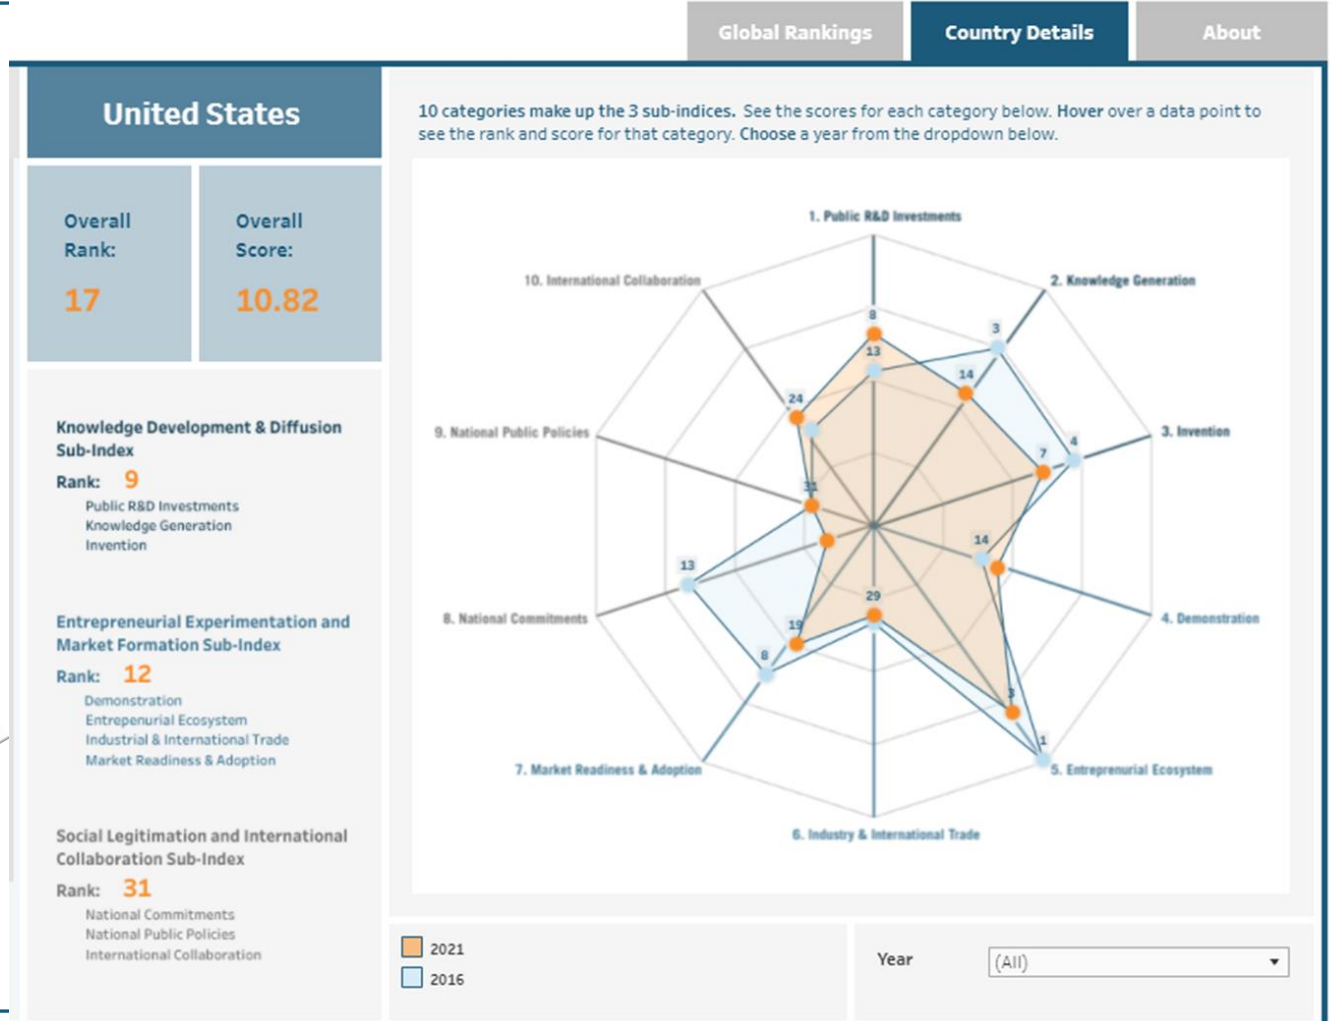 Global Rankings
Country Details
About
United States
Overall
Rank:
17
Overall
Score:
10.82
Knowledge Development & Diffusion
Sub-Index
Rank: 9
Public R&D Investments
Knowledge Generation
Invention
Entrepreneurial Experimentation and
Market Formation Sub-Index
Rank: 12
Demonstration
Entrepenurial Ecosystem
Industrial & International Trade
Market Readiness & Adoption
Social Legitimation and International
Collaboration Sub-Index
Rank: 31
National Commitments
National Public Policies
International Collaboration
10 categories make up the 3 sub-indices. See the scores for each category below. Hover over a data point to
see the rank and score for that category. Choose a year from the dropdown below.
1. Public R&D Investments
10. International Collaboration
2. Knowledge Generation
8
3
13
14
24
9. National Public Policies
3. Invention
4
7
31
14
13
29
8. National Commitments
4. Demonstration
19
8
3
1
7. Market Readiness & Adoption
5. Entreprenurial Ecosystem
6. Industry & International Trade
2021
2016
Year
(All)